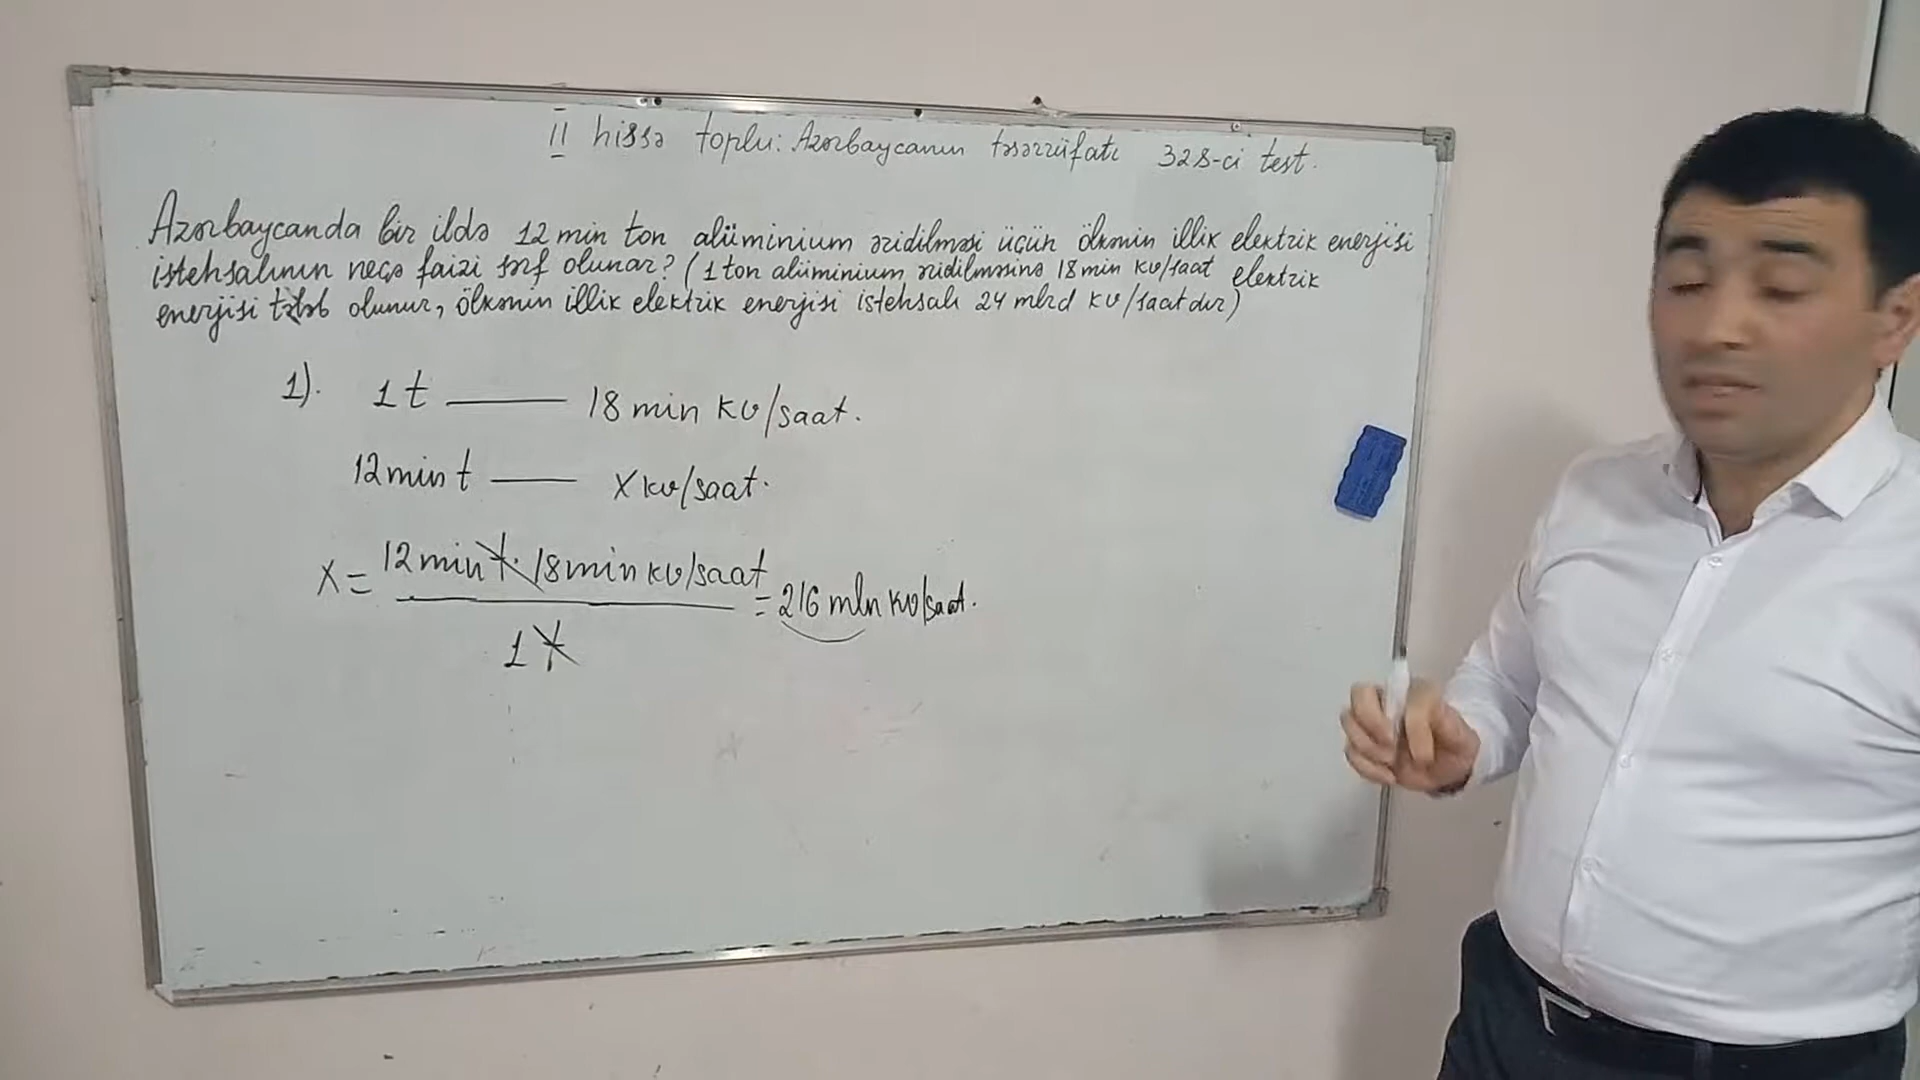 II hissə toplu: Azərbaycanın təsərrüfatı 328-ci test.
Azərbaycanda bir ildə 12 min ton alüminium əridilməsi üçün ölkənin illik elektrik enerjisi
istehsalının neçə faizi sərf olunar? (1 ton alüminium əridilməsinə 18 min kv/saat elektrik
enerjisi tələb olunur, ölkənin illik elektrik enerjisi istehsalı 24 mlrd kv/saatdır)
1). 1 t —— 18 min kv/saat.
12 min t —— x kv/saat.
x = 12 min t · 18 min kv/saat = 216 mln kv/saat.
1 t